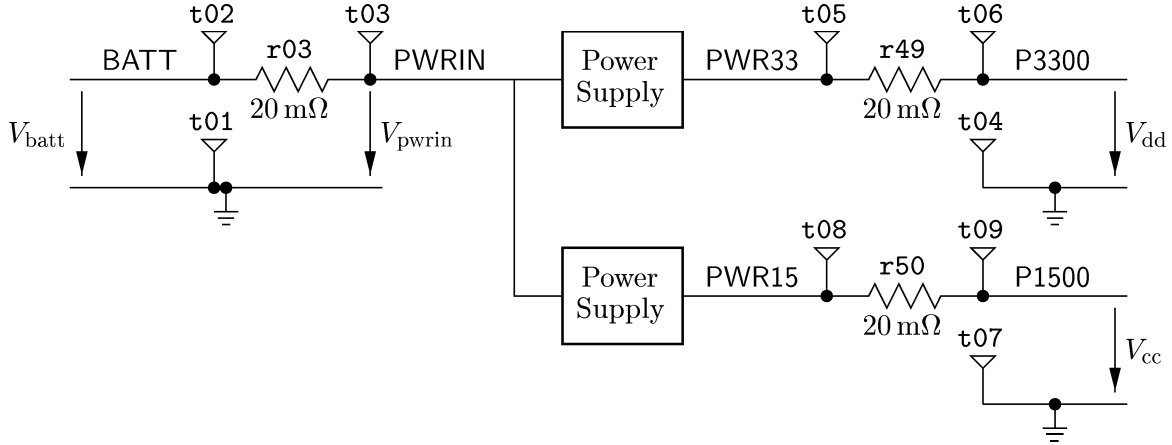 t02
t03
t05
t06
BATT
r03
PWRIN
Power
Supply
PWR33
r49
P3300
20 mΩ
20 mΩ
V_batt
t01
V_pwrin
t04
V_dd
t08
t09
Power
Supply
PWR15
r50
P1500
20 mΩ
t07
V_cc